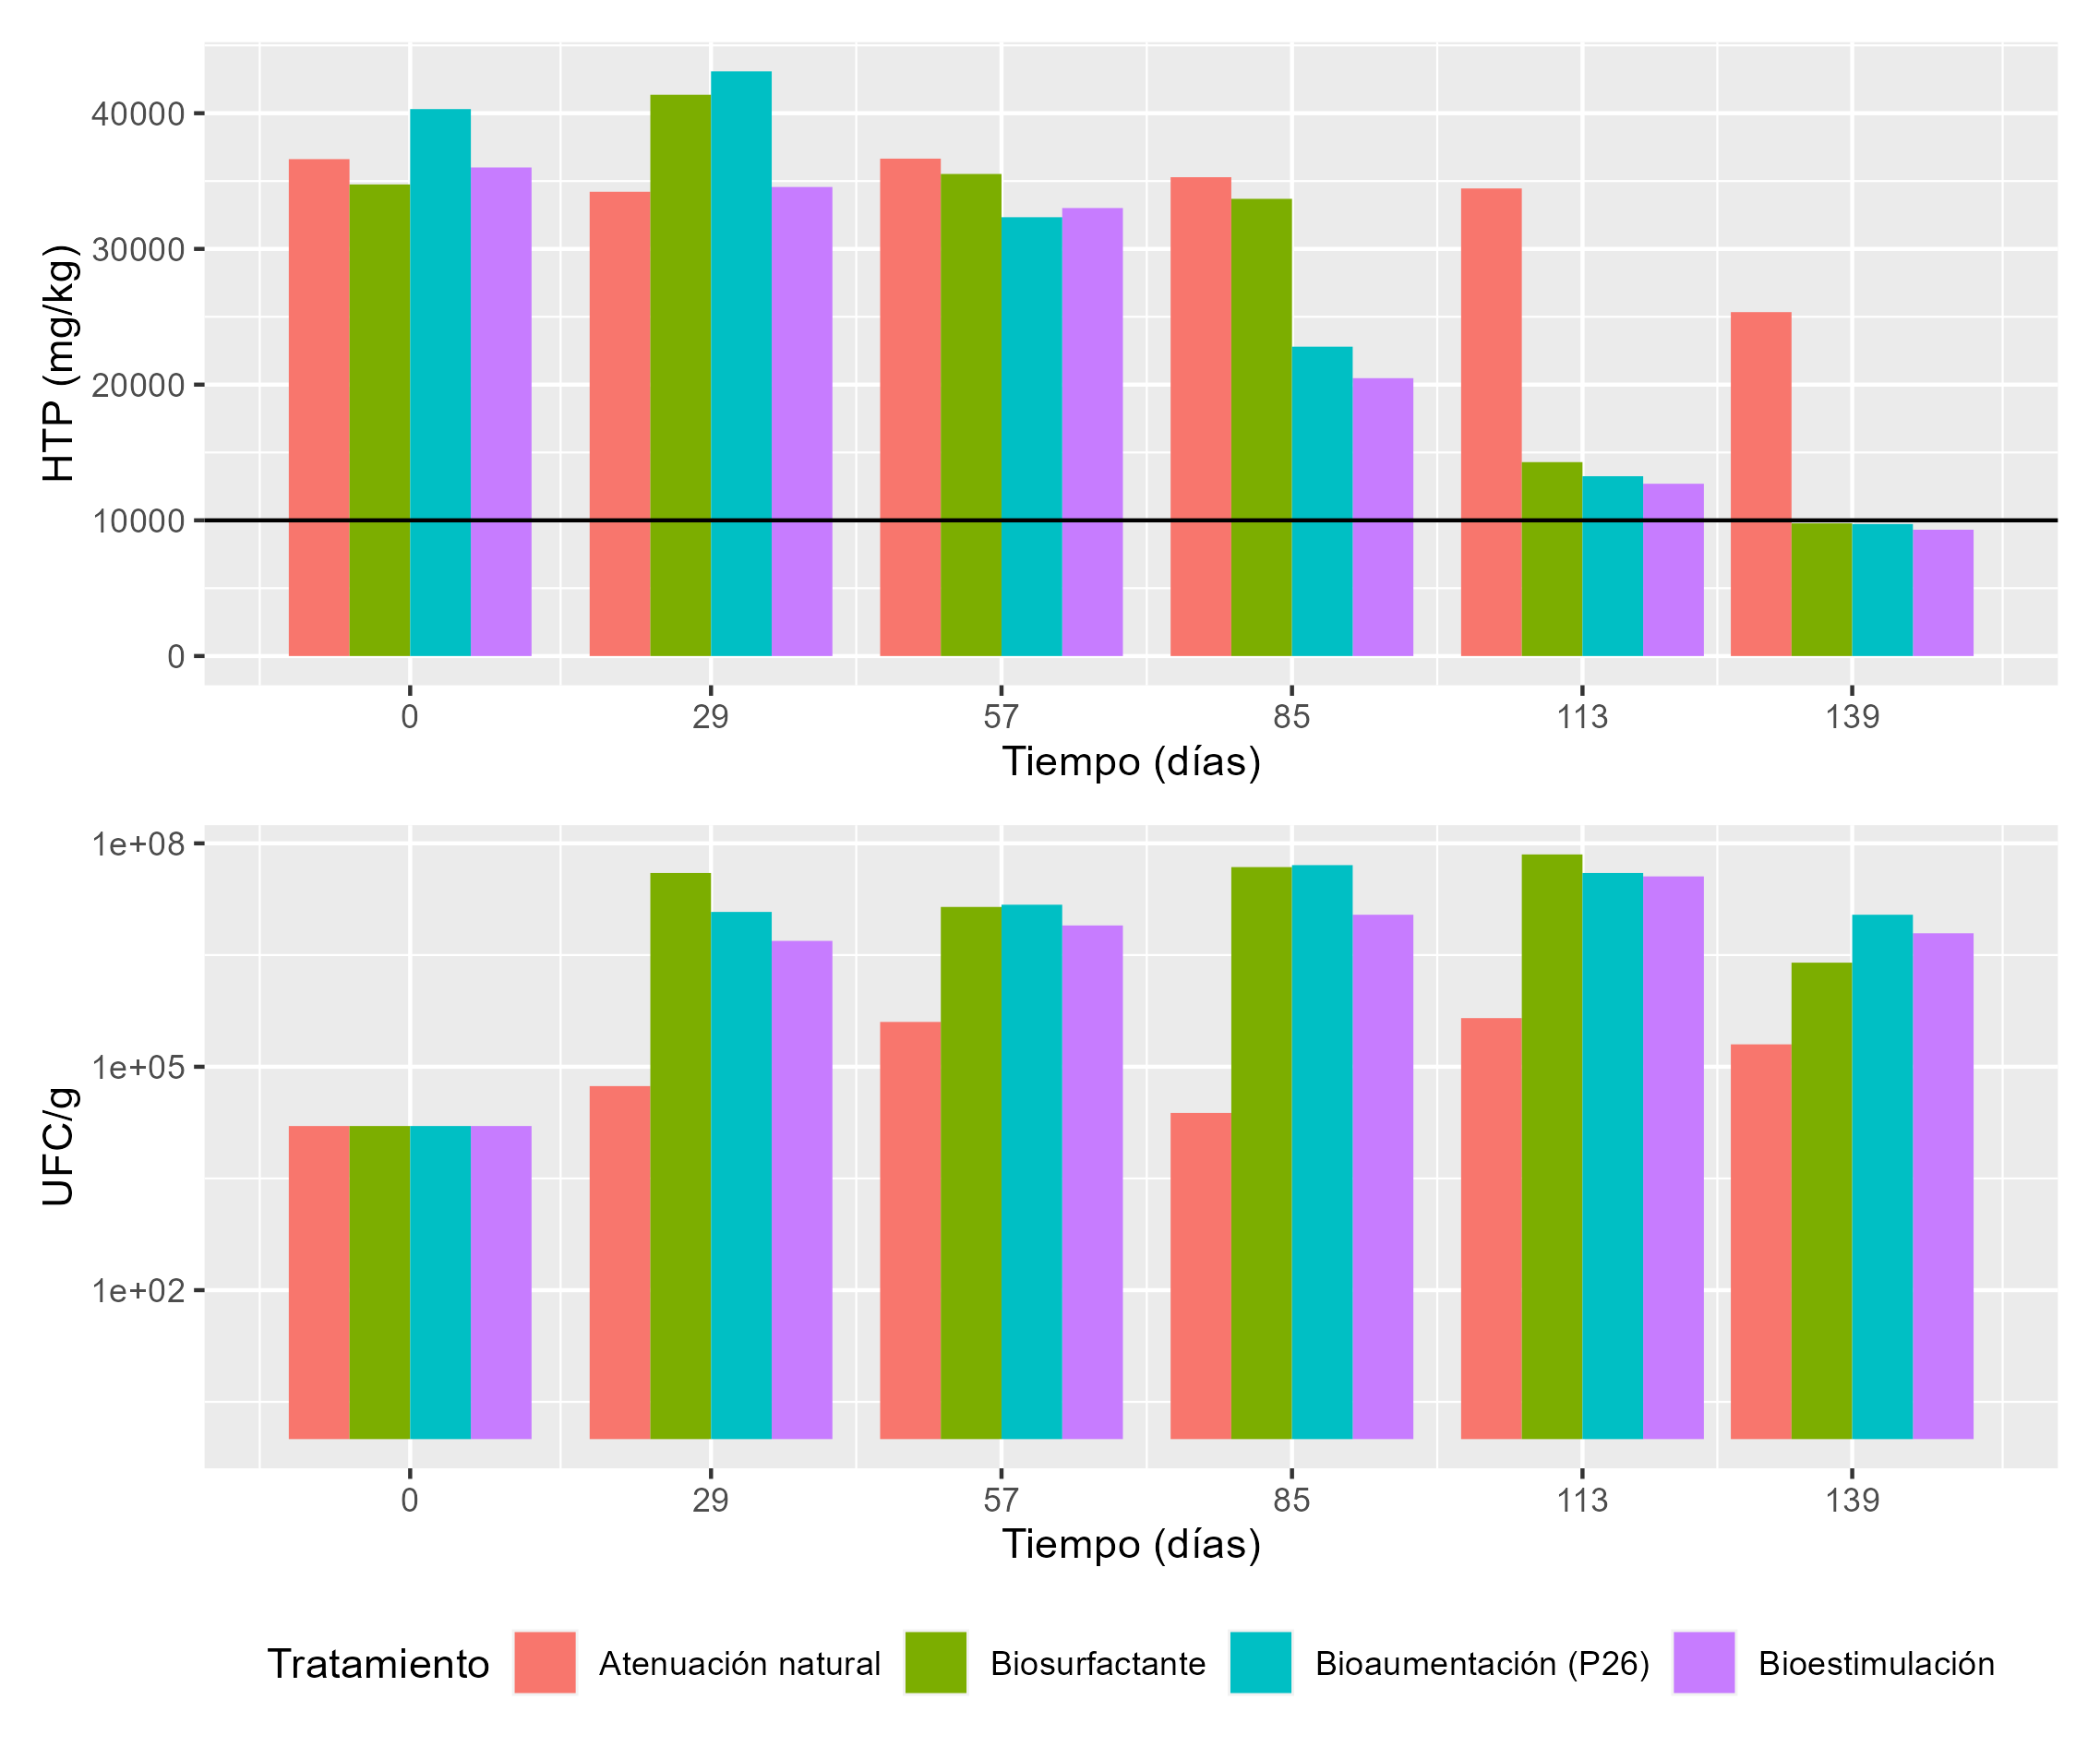 HTP (mg/kg)
40000
30000
20000
10000
0
0 29 57 85 113 139
Tiempo (días)
UFC/g
1e+08
1e+05
1e+02
0 29 57 85 113 139
Tiempo (días)
Tratamiento Atenuación natural Biosurfactante Bioaumentación (P26) Bioestimulación